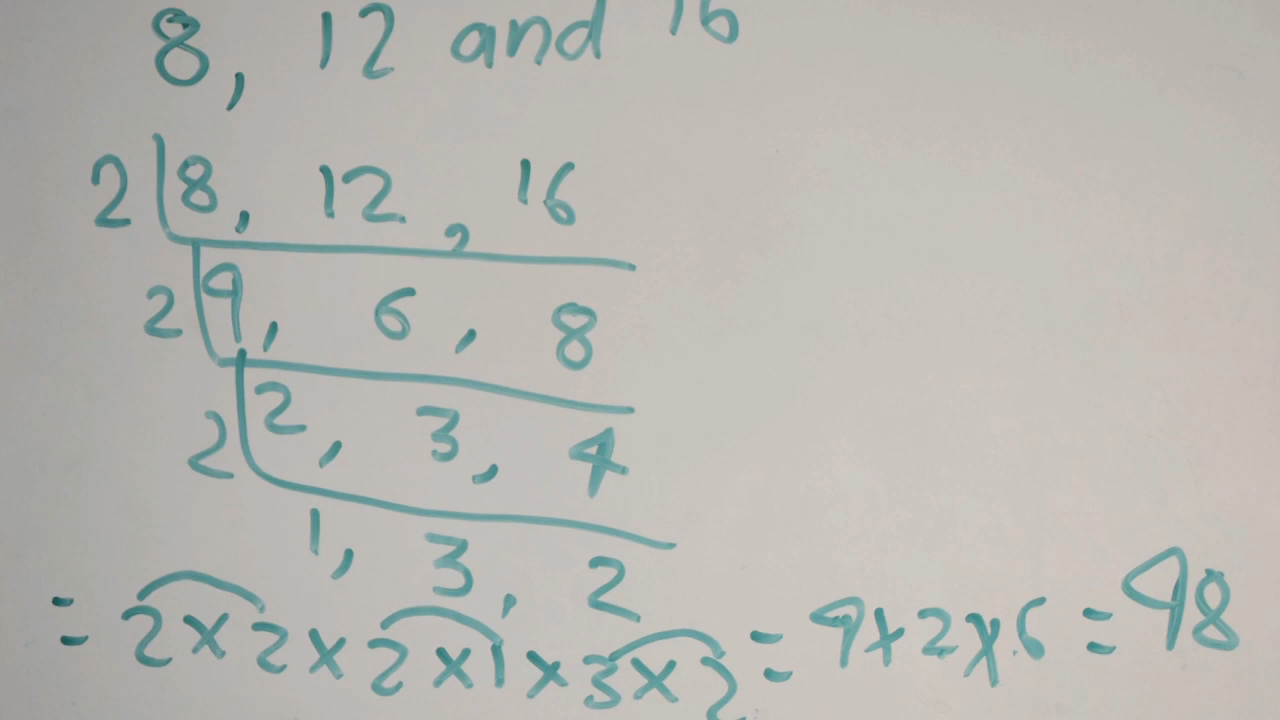 8, 12 and 16
2 8, 12, 16
2 4, 6, 8
2 2, 3, 4
1, 3, 2
= 2 x 2 x 2 x 1 x 3 x 2 = 4 x 2 x 6 = 48